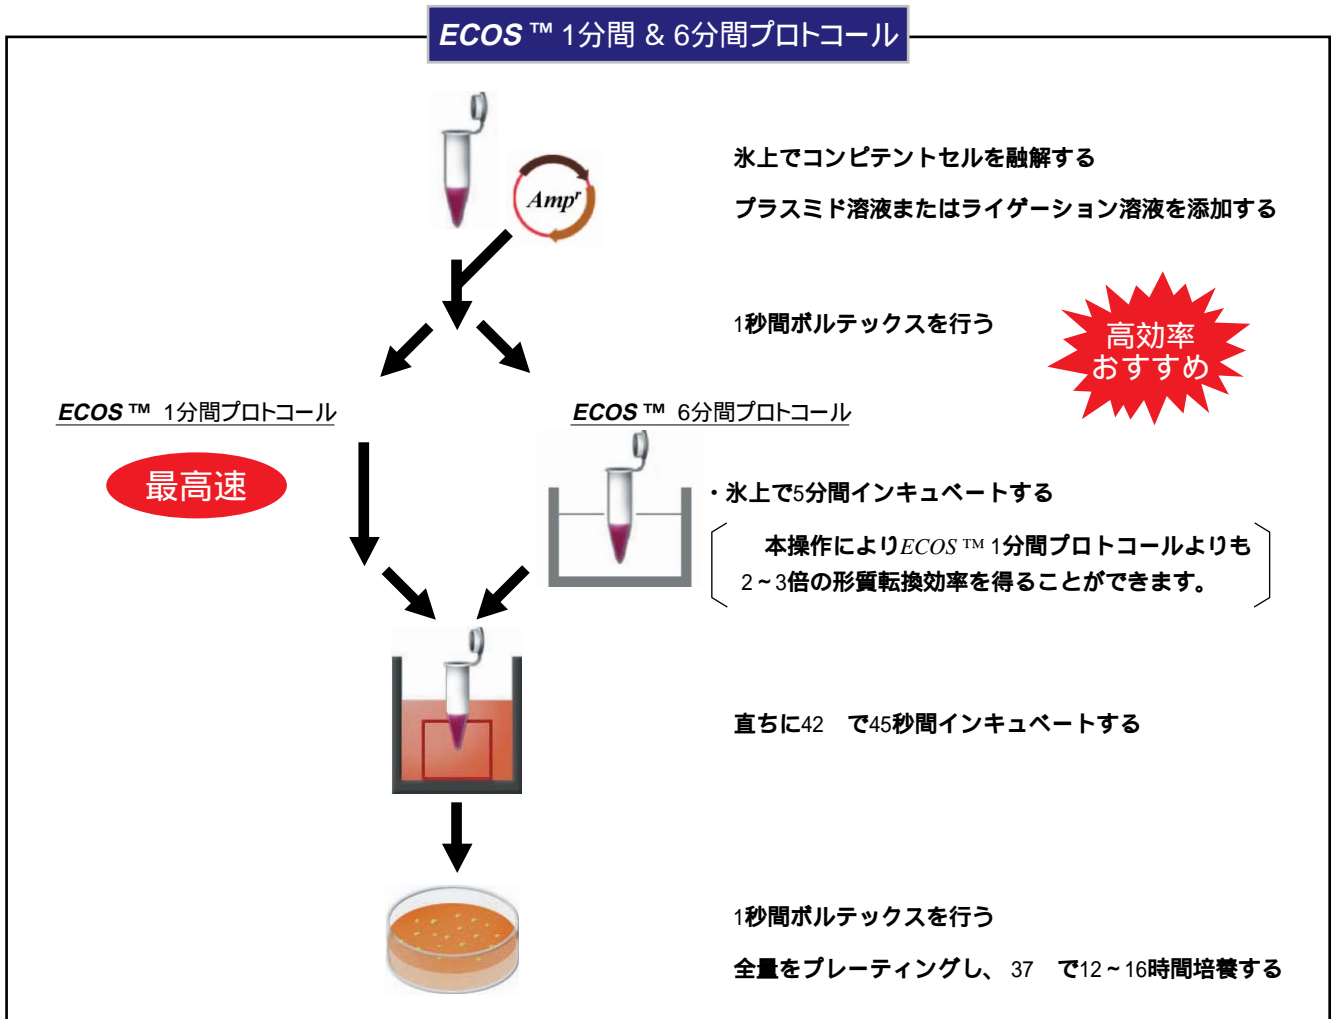 ECOS ™ 1分間 & 6分間プロトコール
氷上でコンピテントセルを融解する
プラスミド溶液またはライゲーション溶液を添加する
Ampʳ
1秒間ボルテックスを行う
高効率
おすすめ
ECOS ™ 1分間プロトコール
ECOS ™ 6分間プロトコール
最高速
・氷上で5分間インキュベートする
本操作によりECOS ™ 1分間プロトコールよりも
2~3倍の形質転換効率を得ることができます。
直ちに42 で45秒間インキュベートする
1秒間ボルテックスを行う
全量をプレーティングし、 37 で12~16時間培養する